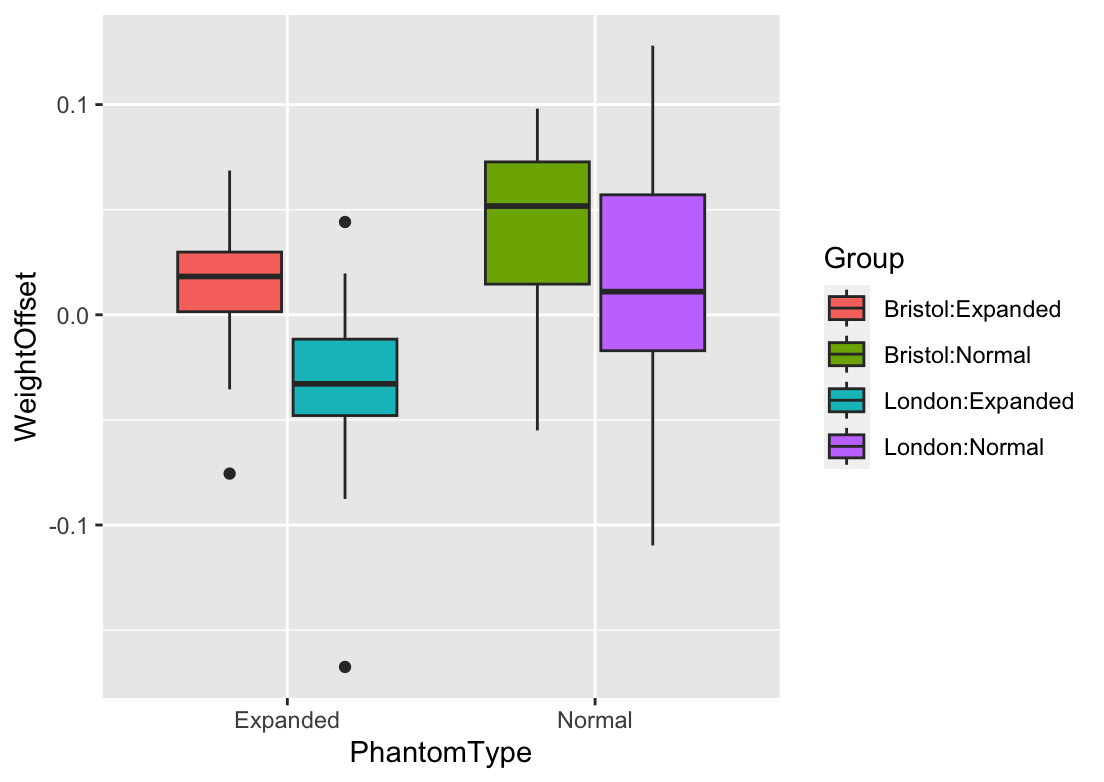 WeightOffset
0.1
0.0
-0.1
Expanded
Normal
PhantomType
Group
Bristol:Expanded
Bristol:Normal
London:Expanded
London:Normal